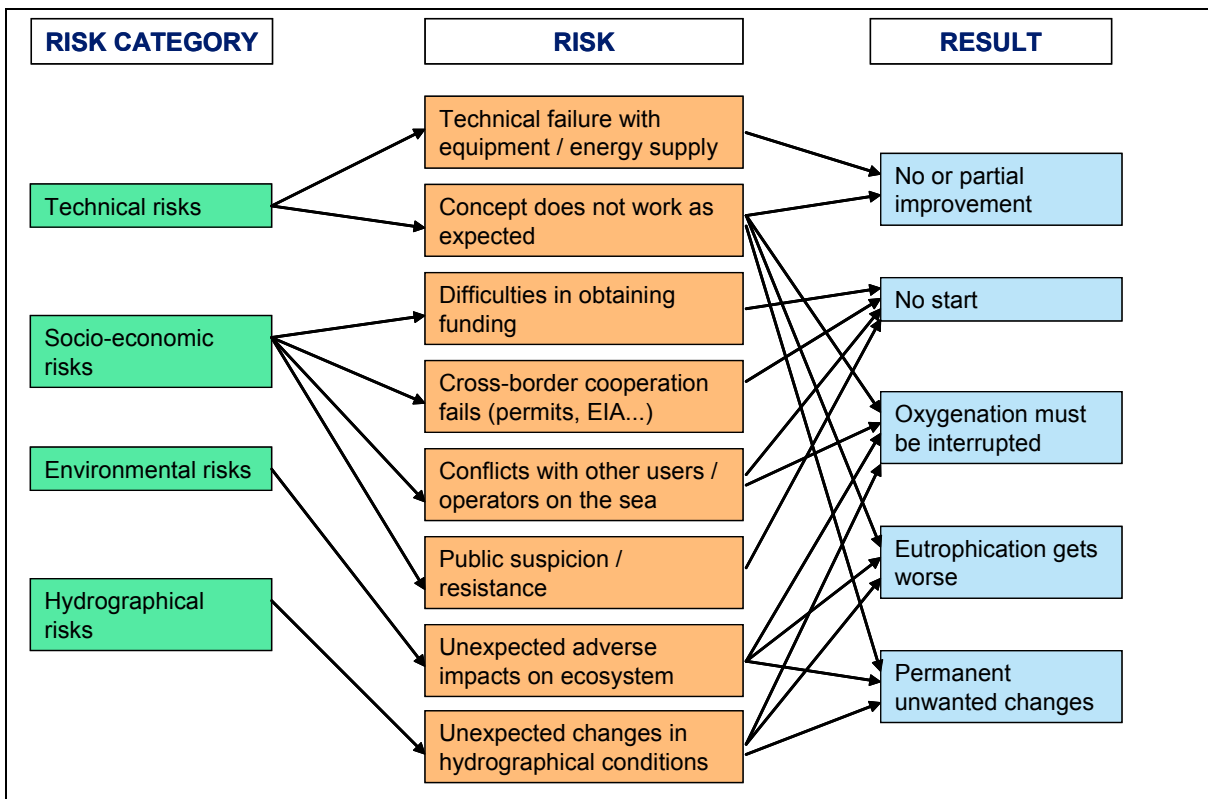 RISK CATEGORY
RISK
RESULT
Technical risks
Socio-economic
risks
Environmental risks
Hydrographical
risks
Technical failure with
equipment / energy supply
Concept does not work as
expected
Difficulties in obtaining
funding
Cross-border cooperation
fails (permits, EIA...)
Conflicts with other users /
operators on the sea
Public suspicion /
resistance
Unexpected adverse
impacts on ecosystem
Unexpected changes in
hydrographical conditions
No or partial
improvement
No start
Oxygenation must
be interrupted
Eutrophication gets
worse
Permanent
unwanted changes